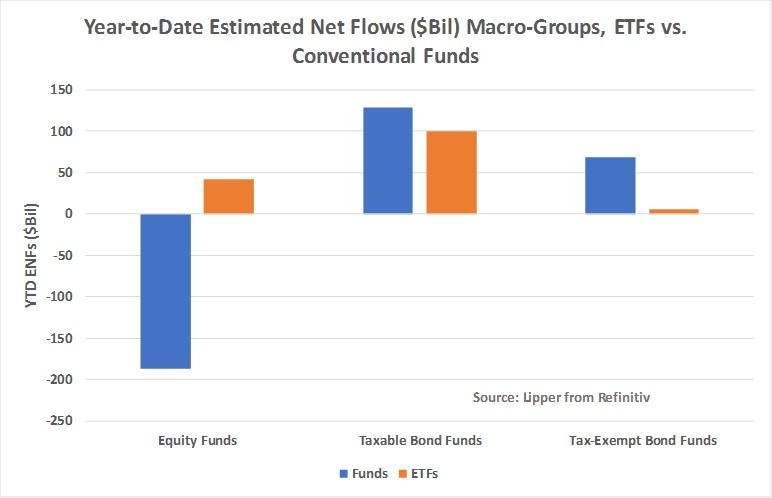 Year-to-Date Estimated Net Flows ($Bil) Macro-Groups, ETFs vs.
Conventional Funds
YTD ENFs ($Bil)
150
100
50
0
-50
-100
-150
-200
-250
Source: Lipper from Refinitiv
Equity Funds
Taxable Bond Funds
Tax-Exempt Bond Funds
Funds
ETFs